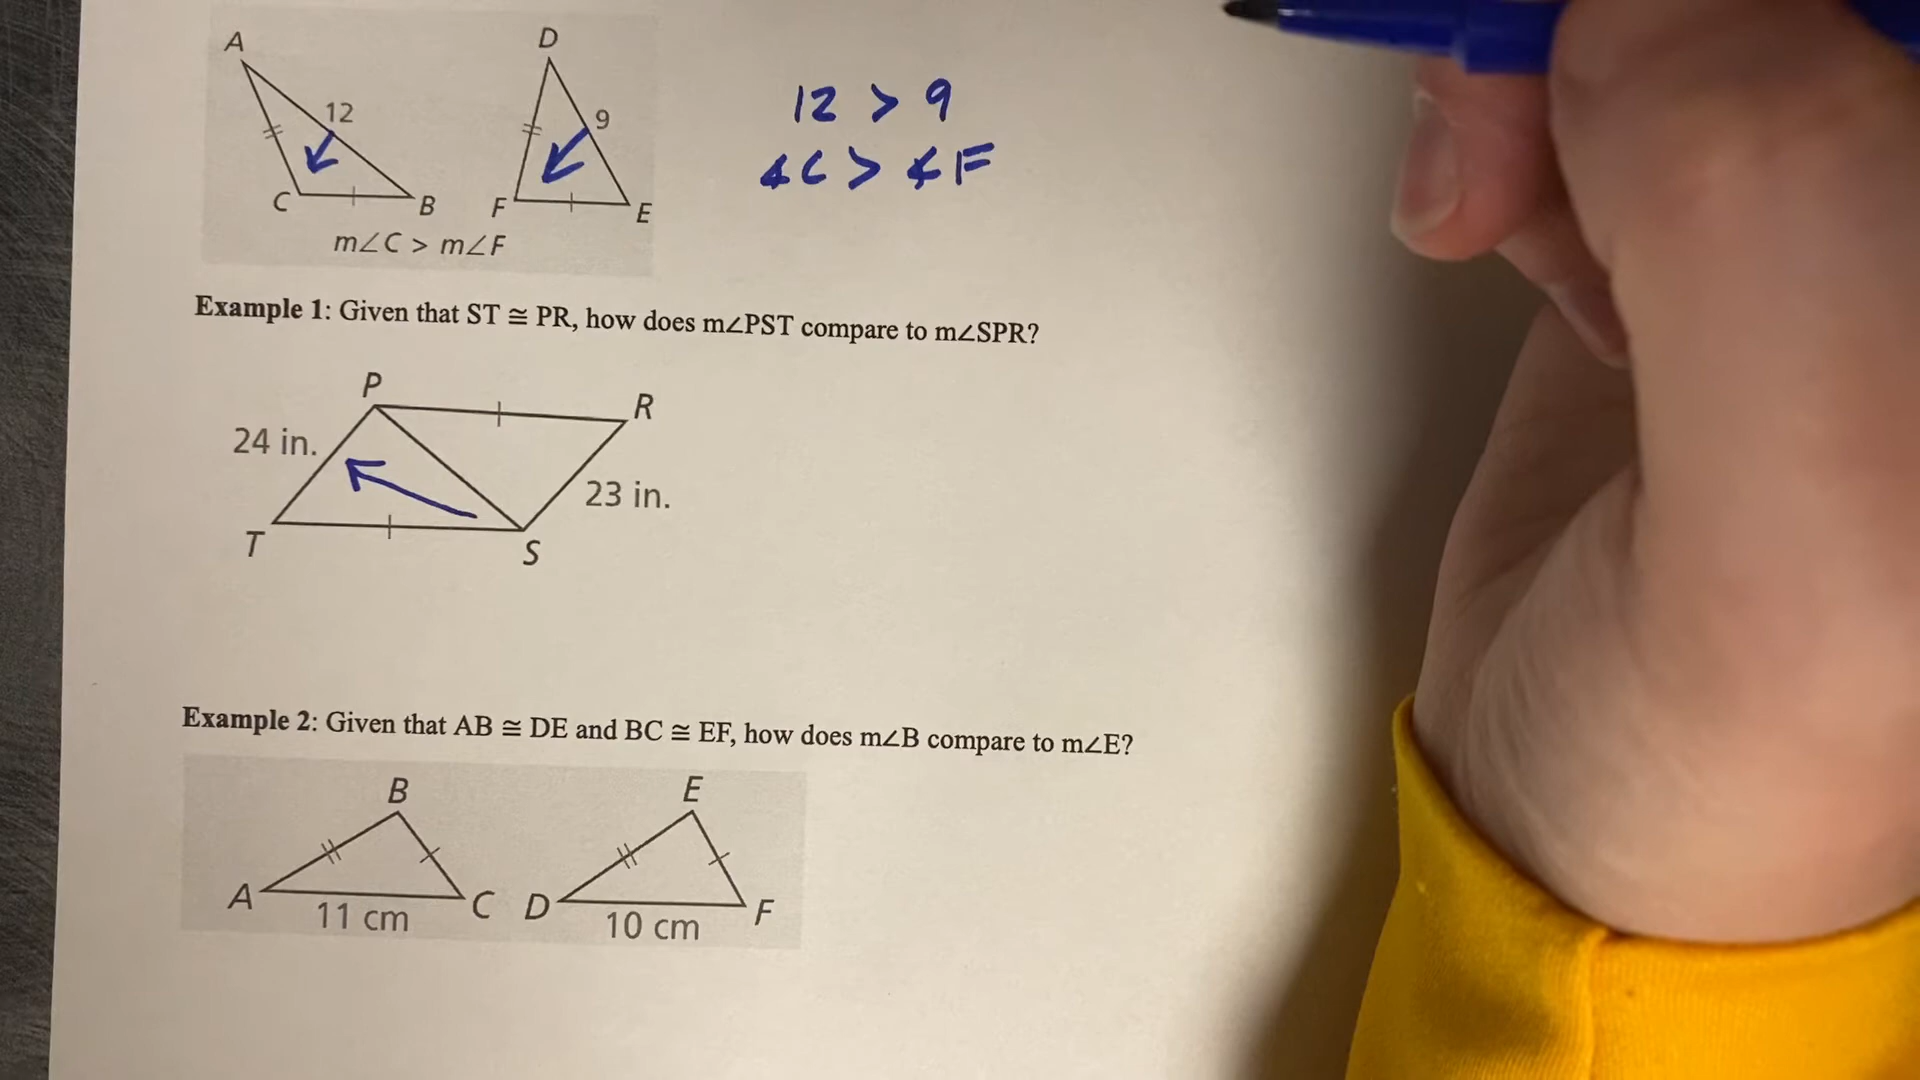 A
D
12
9
12 > 9
∡C > ∡F
C
B
F
E
m∠C > m∠F
Example 1: Given that ST ≅ PR, how does m∠PST compare to m∠SPR?
P
R
24 in.
23 in.
T
S
Example 2: Given that AB ≅ DE and BC ≅ EF, how does m∠B compare to m∠E?
B
E
A
C
D
F
11 cm
10 cm